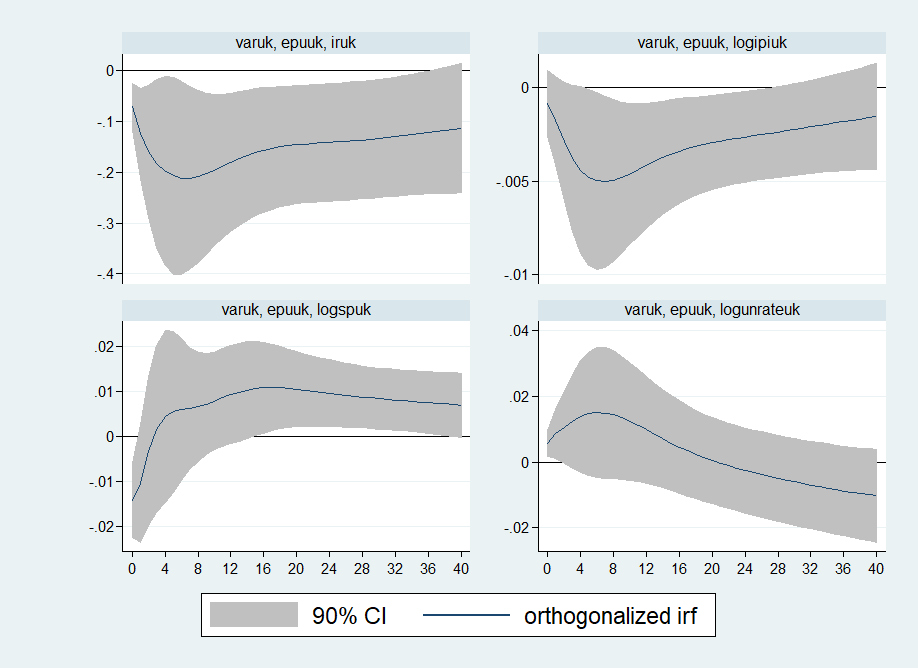 varuk, epuuk, iruk
0
-.1
-.2
-.3
-.4
varuk, epuuk, logipiuk
0
-.005
-.01
varuk, epuuk, logspuk
.02
.01
0
-.01
-.02
0 4 8 12 16 20 24 28 32 36 40
varuk, epuuk, logunrateuk
.04
.02
0
-.02
0 4 8 12 16 20 24 28 32 36 40
90% CI orthogonalized irf